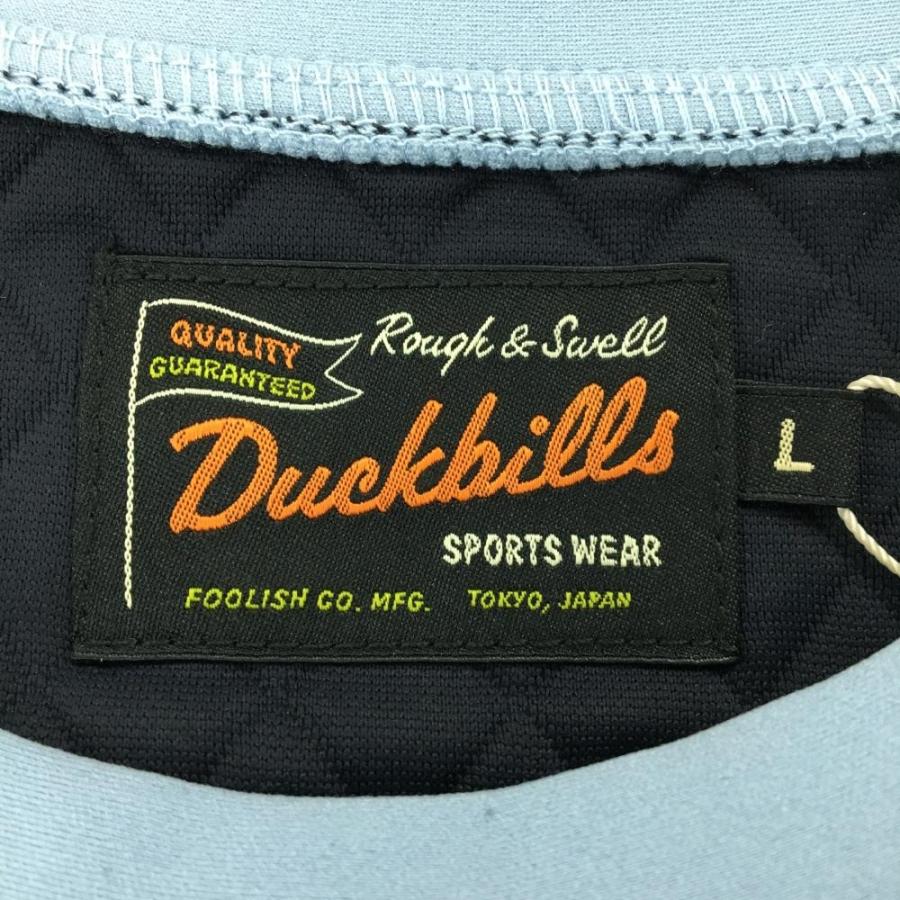 QUALITY
GUARANTEED
Rough & Swell
Duckbills
SPORTS WEAR
FOOLISH CO. MFG. TOKYO, JAPAN
L